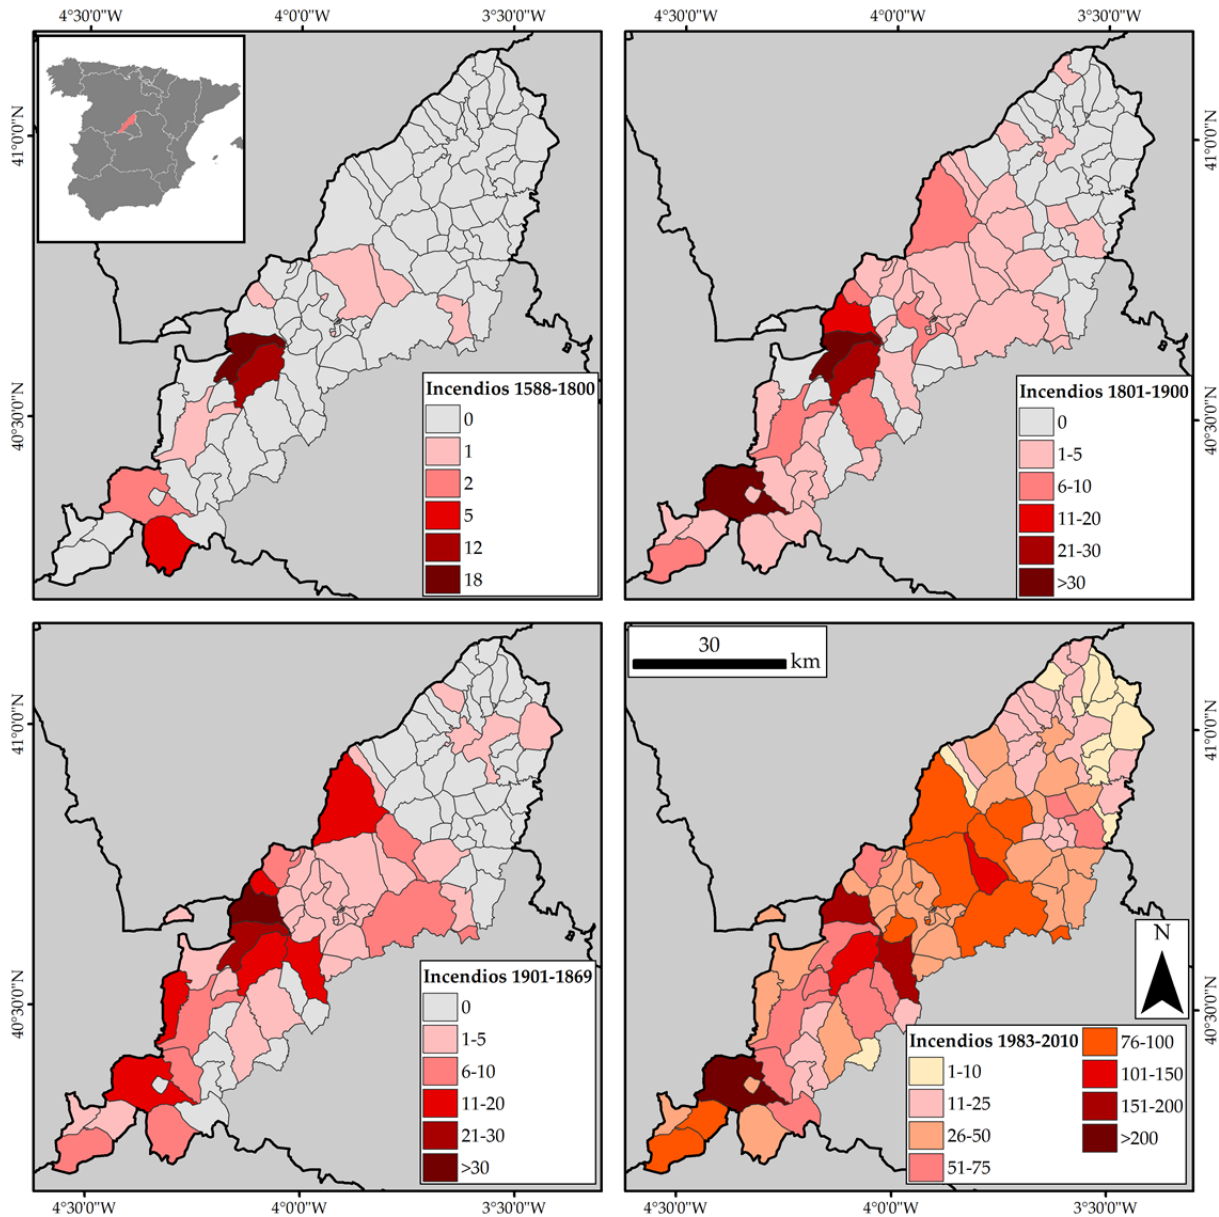 4°30'0"W 4°0'0"W 3°30'0"W
4°0'0"W 3°30'0"W
41°0'0"N
40°30'0"N
Incendios 1588-1800
0
1
2
5
12
18
41°0'0"N
40°30'0"N
Incendios 1801-1900
0
1-5
6-10
11-20
21-30
>30
41°0'0"N
40°30'0"N
Incendios 1901-1869
0
1-5
6-10
11-20
21-30
>30
30
km
41°0'0"N
40°30'0"N
N
Incendios 1983-2010
1-10
11-25
26-50
51-75
76-100
101-150
151-200
>200
4°30'0"W 4°0'0"W 3°30'0"W
4°30'0"W 4°0'0"W 3°30'0"W